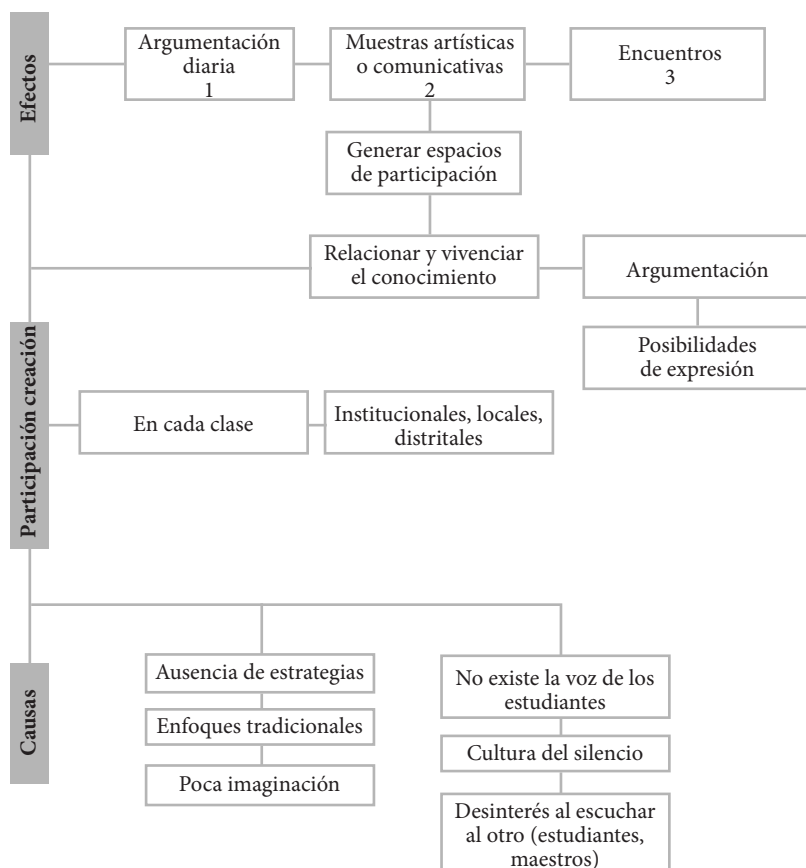 Efectos
Argumentación
diaria
1
Muestras artísticas
o comunicativas
2
Encuentros
3
Generar espacios
de participación
Relacionar y vivenciar
el conocimiento
Argumentación
Posibilidades
de expresión
Participación creación
En cada clase
Institucionales, locales,
distritales
Causas
Ausencia de estrategias
Enfoques tradicionales
Poca imaginación
No existe la voz de los
estudiantes
Cultura del silencio
Desinterés al escuchar
al otro (estudiantes,
maestros)